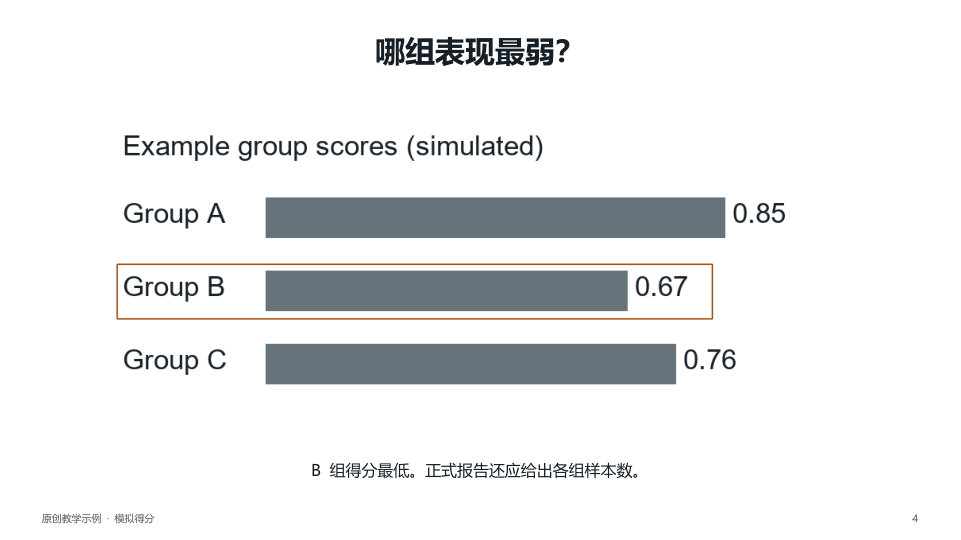 哪组表现最弱?
Example group scores (simulated)
Group A 0.85
Group B 0.67
Group C 0.76
B 组得分最低。正式报告还应给出各组样本数。
原创教学示例 · 模拟得分
4